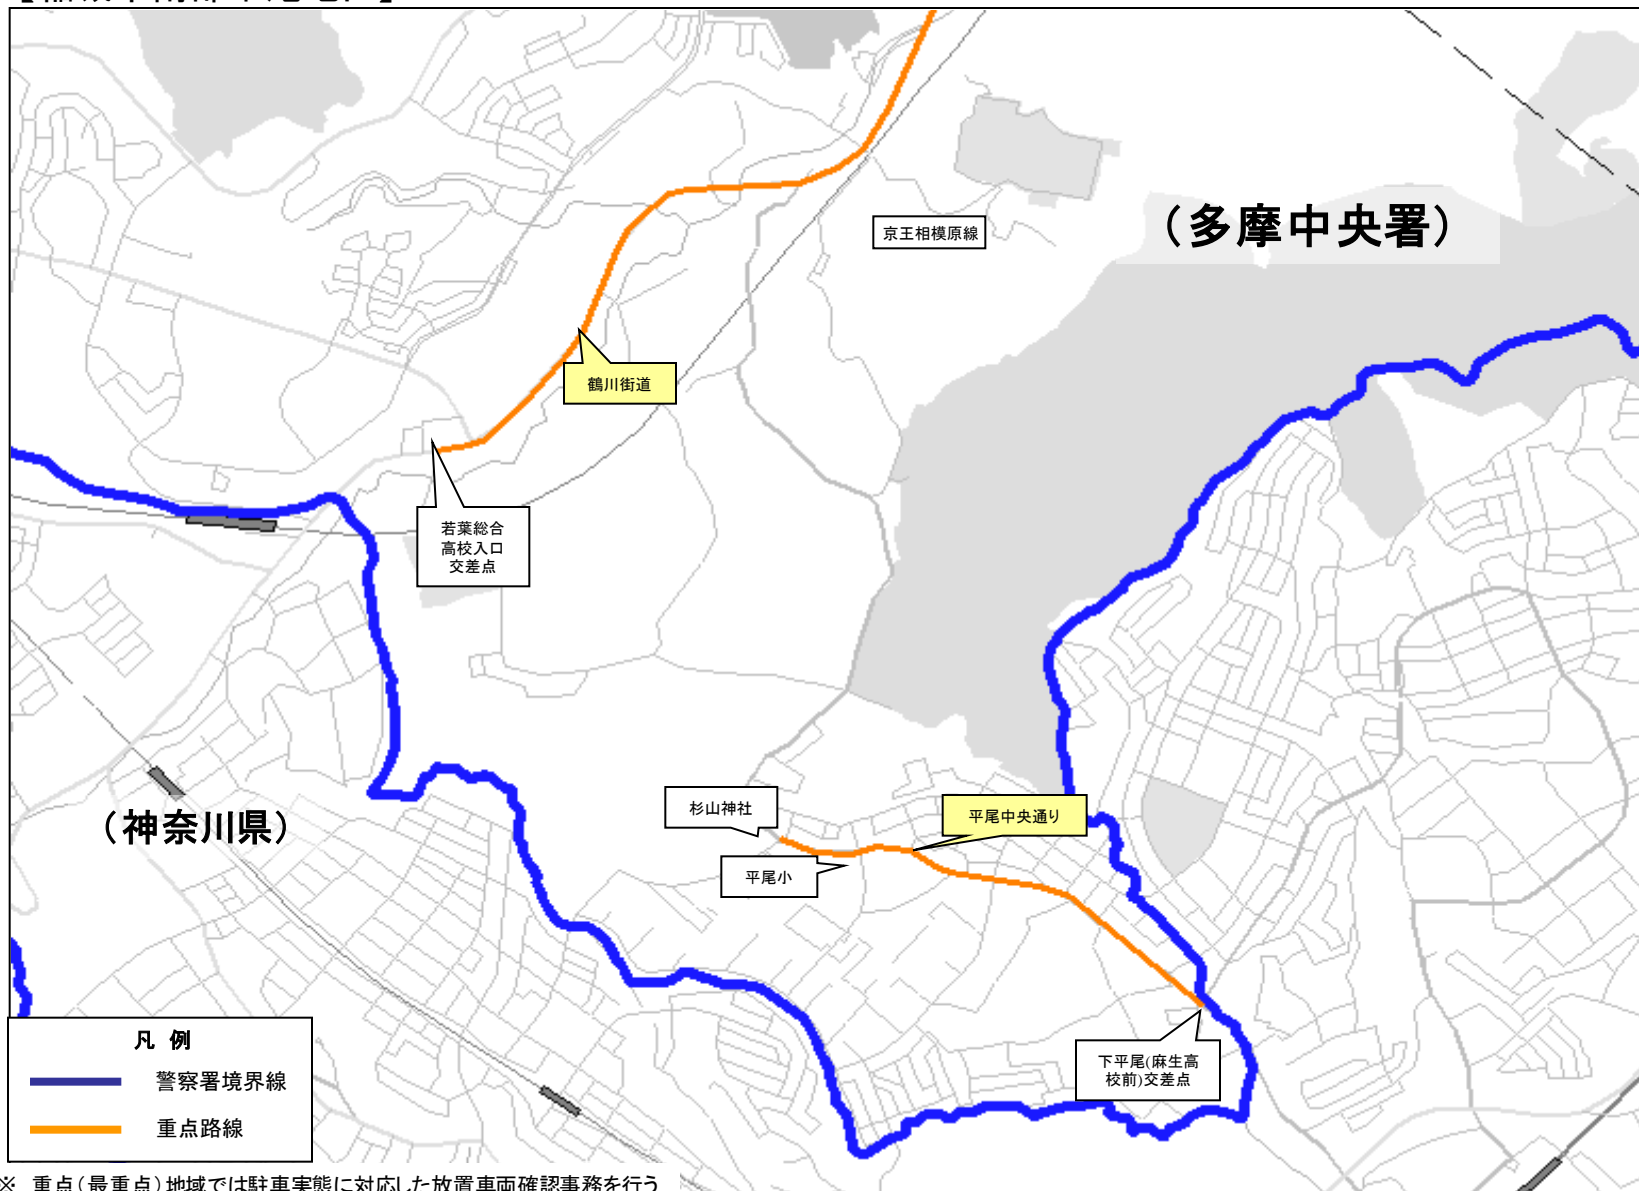 (多摩中央署)
京王相模原線
鶴川街道
若葉総合
高校入口
交差点
(神奈川県)
杉山神社
平尾中央通り
平尾小
下平尾(麻生高
校前)交差点
凡 例
警察署境界線
重点路線
※ 重点(最重点)地域では駐車実態に対応した放置車両確認事務を行う